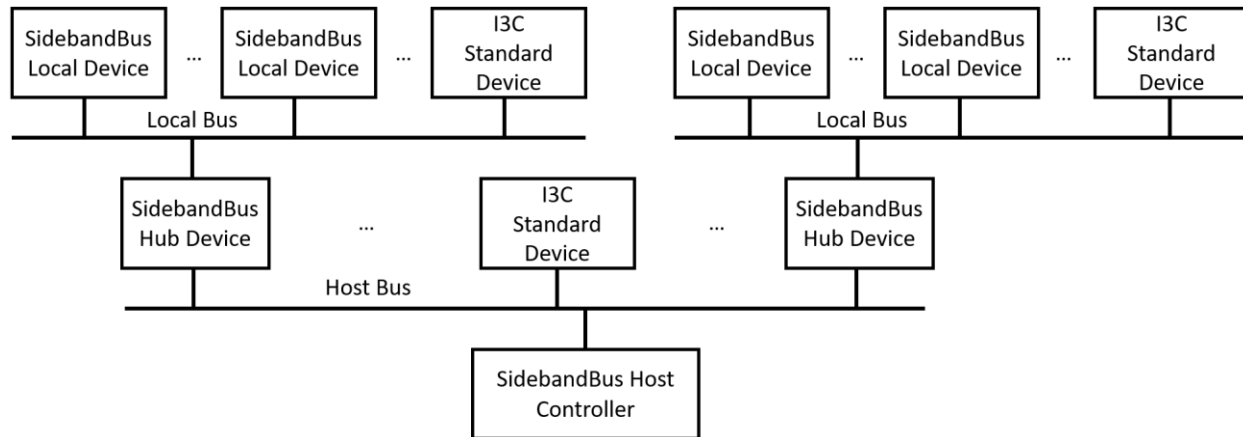 SidebandBus
Local Device
...
SidebandBus
Local Device
...
I3C
Standard
Device
SidebandBus
Local Device
...
SidebandBus
Local Device
...
I3C
Standard
Device
Local Bus
Local Bus
SidebandBus
Hub Device
...
I3C
Standard
Device
...
SidebandBus
Hub Device
Host Bus
SidebandBus Host
Controller